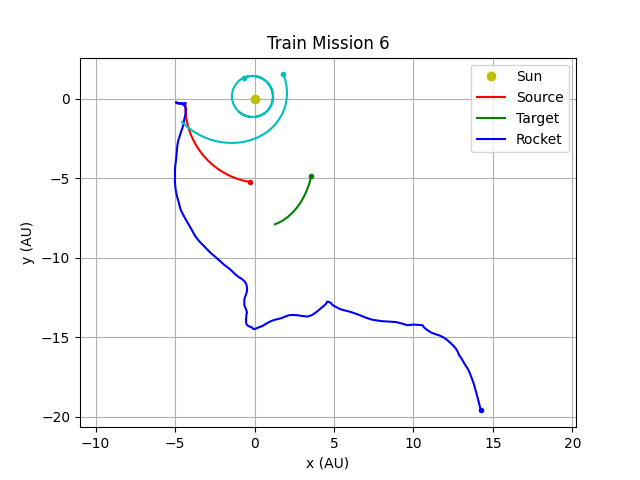 Train Mission 6
Sun
Source
Target
Rocket
0
−5
−10
−15
−20
y (AU)
−10
−5
0
5
10
15
20
x (AU)